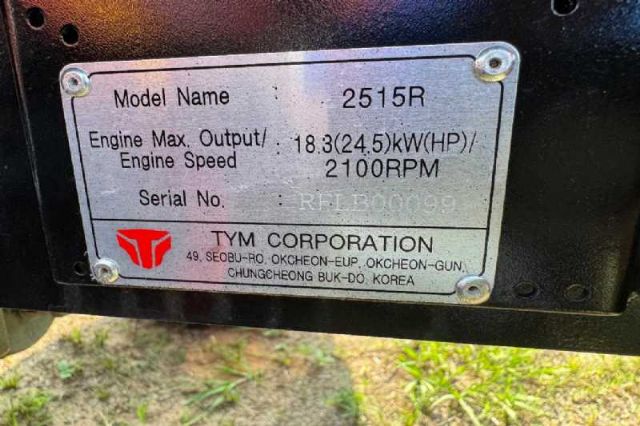 Model Name : 2515R
Engine Max. Output/ : 18.3(24.5)kW(HP)/
Engine Speed 2100RPM
Serial No. : RFLB00099
TYM CORPORATION
49, SEOBU-RO, OKCHEON-EUP, OKCHEON-GUN
CHUNGCHEONG BUK-DO, KOREA